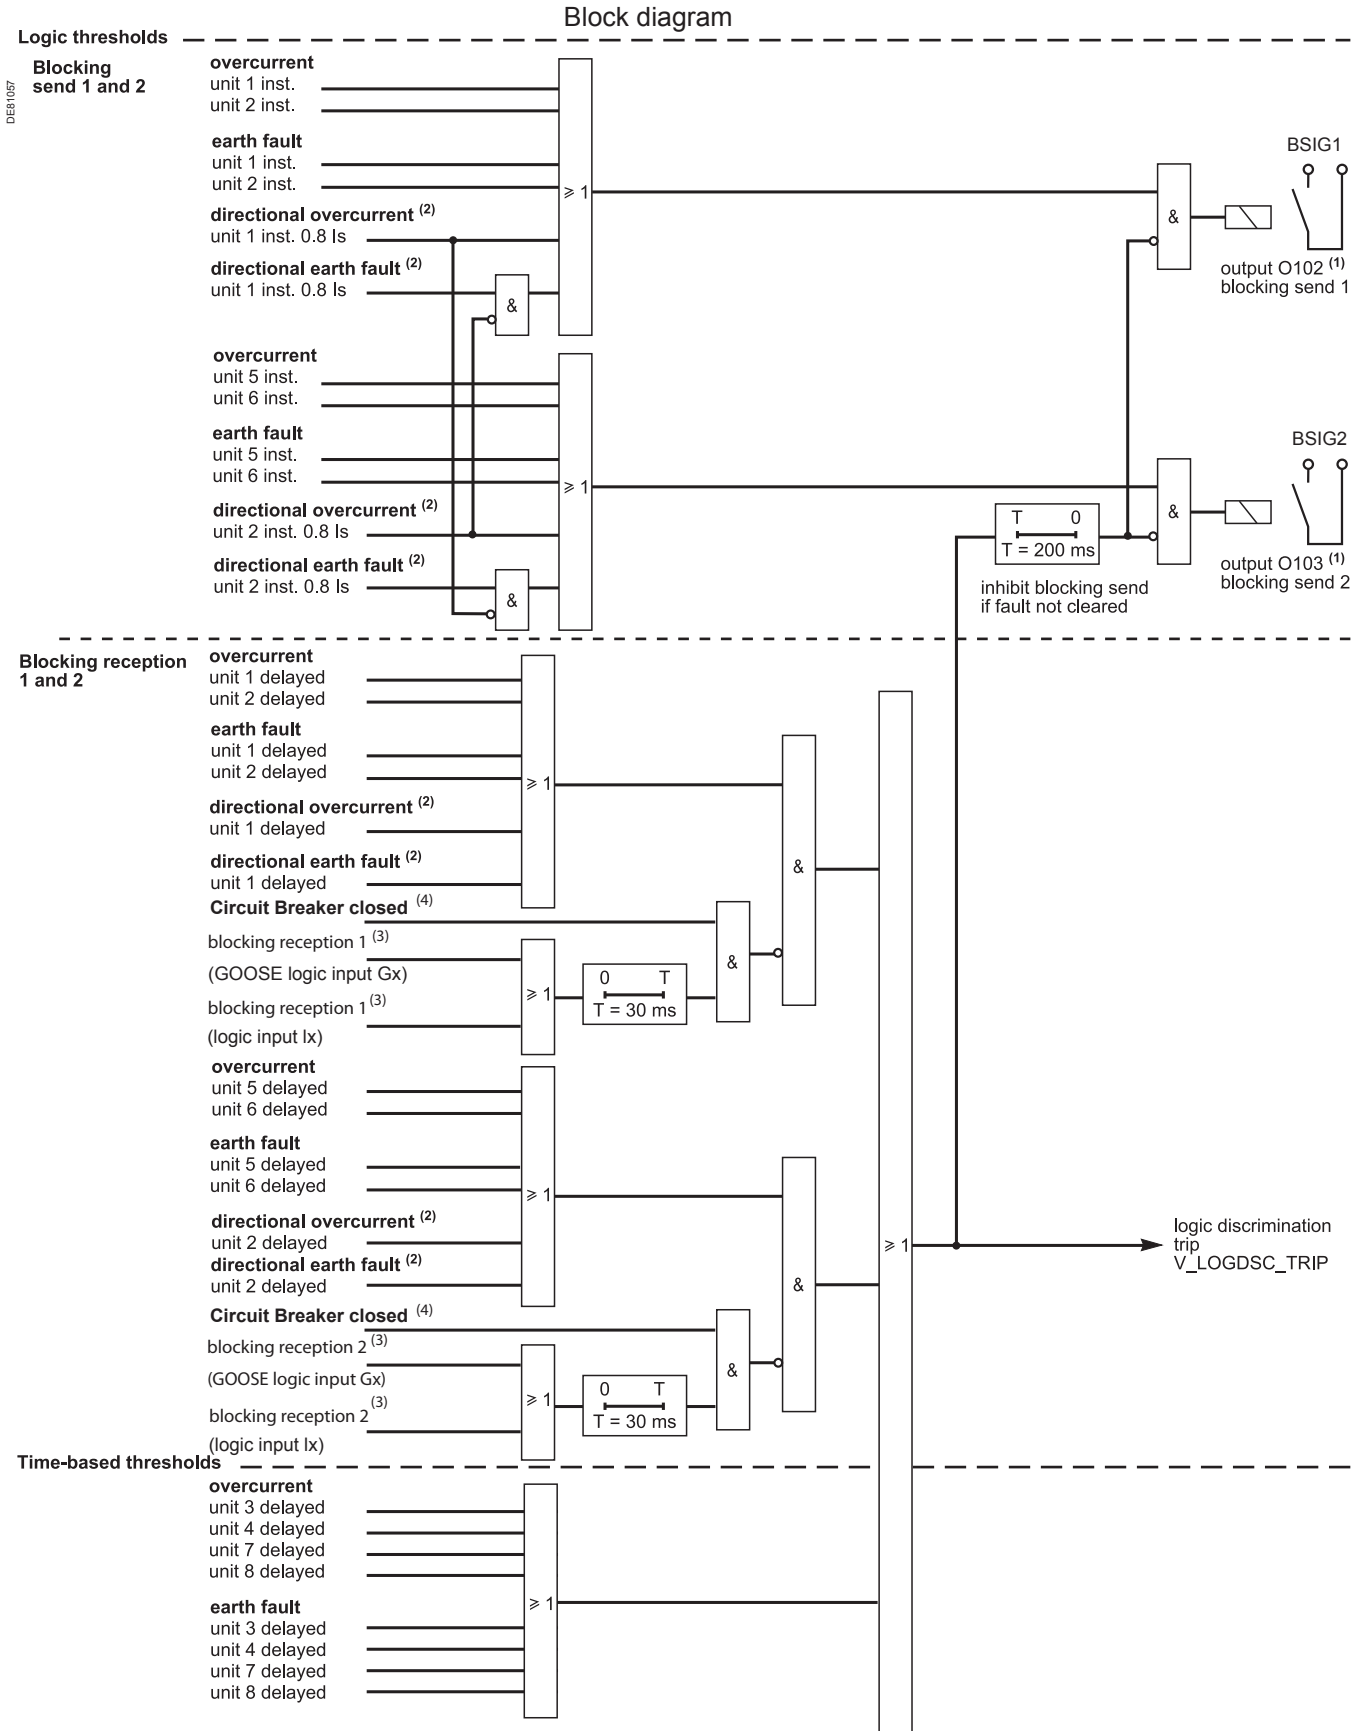 Block diagram
Logic thresholds
DE81057
Blocking
send 1 and 2
overcurrent
unit 1 inst.
unit 2 inst.
earth fault
unit 1 inst.
unit 2 inst.
directional overcurrent (2)
unit 1 inst. 0.8 Is
directional earth fault (2)
unit 1 inst. 0.8 Is
&
≥ 1
&
BSIG1
output O102 (1)
blocking send 1
overcurrent
unit 5 inst.
unit 6 inst.
earth fault
unit 5 inst.
unit 6 inst.
directional overcurrent (2)
unit 2 inst. 0.8 Is
directional earth fault (2)
unit 2 inst. 0.8 Is
&
≥ 1
T 0
T = 200 ms
inhibit blocking send
if fault not cleared
&
BSIG2
output O103 (1)
blocking send 2
Blocking reception
1 and 2
overcurrent
unit 1 delayed
unit 2 delayed
earth fault
unit 1 delayed
unit 2 delayed
directional overcurrent (2)
unit 1 delayed
directional earth fault (2)
unit 1 delayed
≥ 1
Circuit Breaker closed (4)
blocking reception 1 (3)
(GOOSE logic input Gx)
blocking reception 1 (3)
(logic input Ix)
≥ 1
0 T
T = 30 ms
&
&
overcurrent
unit 5 delayed
unit 6 delayed
earth fault
unit 5 delayed
unit 6 delayed
directional overcurrent (2)
unit 2 delayed
directional earth fault (2)
unit 2 delayed
≥ 1
Circuit Breaker closed (4)
blocking reception 2 (3)
(GOOSE logic input Gx)
blocking reception 2 (3)
(logic input Ix)
≥ 1
0 T
T = 30 ms
&
&
≥ 1
logic discrimination
trip
V_LOGDSC_TRIP
Time-based thresholds
overcurrent
unit 3 delayed
unit 4 delayed
unit 7 delayed
unit 8 delayed
earth fault
unit 3 delayed
unit 4 delayed
unit 7 delayed
unit 8 delayed
≥ 1